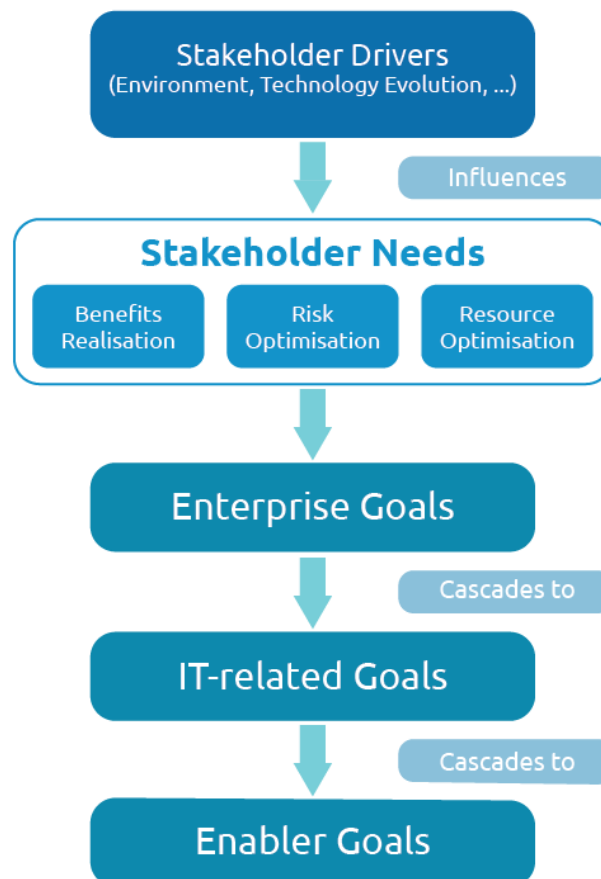 Stakeholder Drivers
(Environment, Technology Evolution, ...)
Influences
Stakeholder Needs
Benefits
Realisation
Risk
Optimisation
Resource
Optimisation
Enterprise Goals
Cascades to
IT-related Goals
Cascades to
Enabler Goals